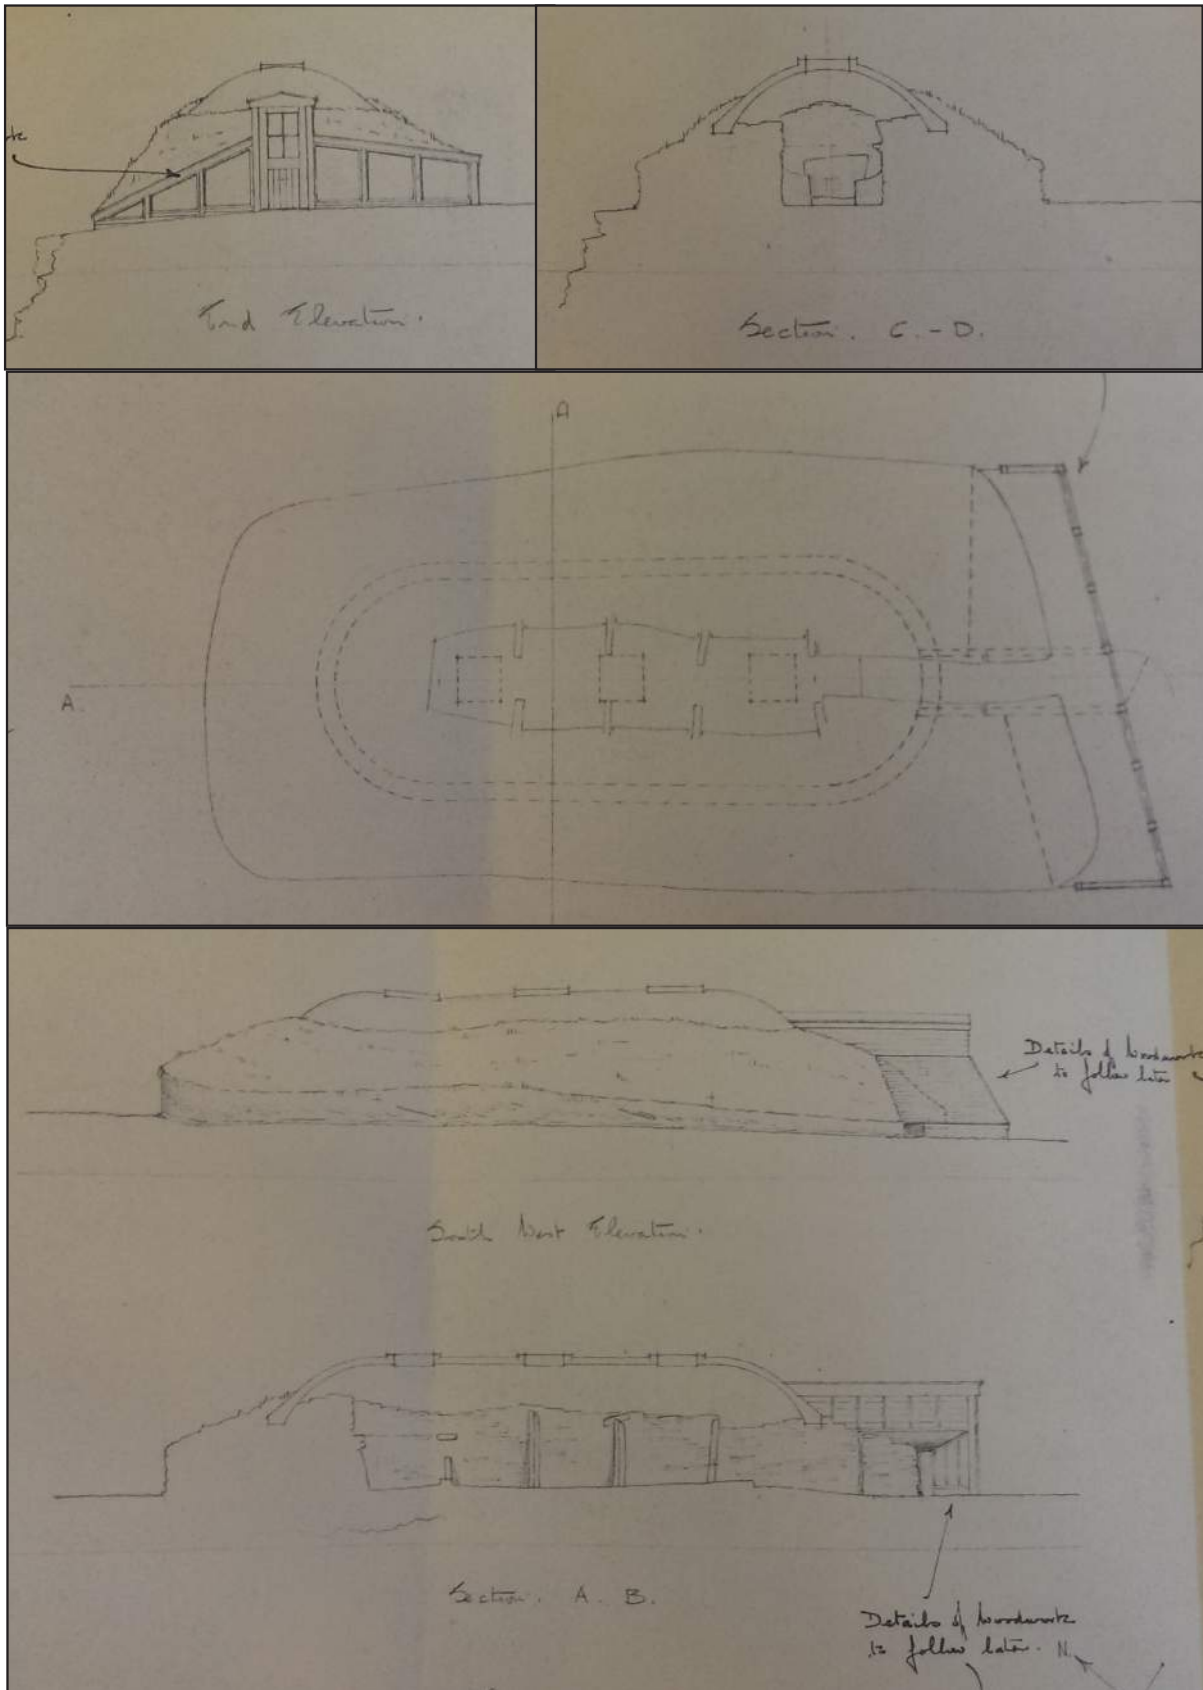 End Elevation.
Section. C. - D.
A
A
Details of Woodwork
to follow later
South West Elevation.
Section. A. B.
Details of Woodwork
to follow later. N.